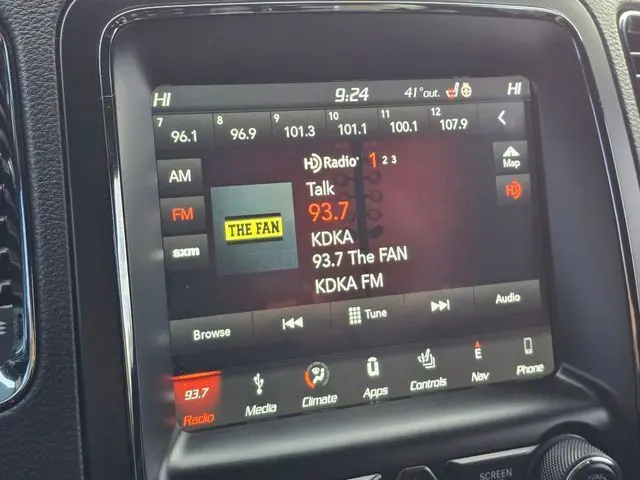 HI 9:24 41°out. HI
7 8 9 10 11 12
96.1 96.9 101.3 101.1 100.1 107.9
HD Radio 1 2 3
Map
AM
Talk
FM
93.7
HD
THE FAN
KDKA
sxm
93.7 The FAN
KDKA FM
Browse Tune Audio
93.7
E
Radio Media Climate Apps Controls Nav Phone
SCREEN